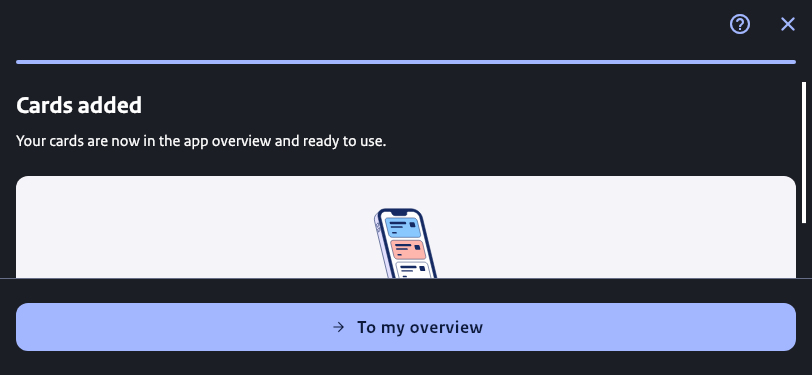 Cards added
Your cards are now in the app overview and ready to use.
To my overview